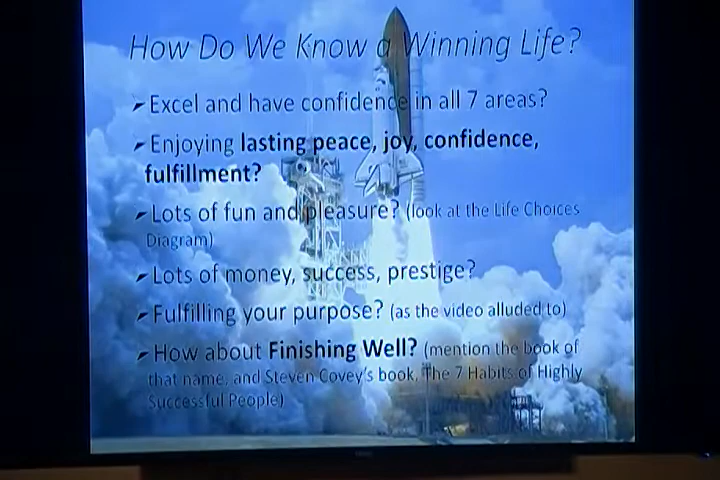 How Do We Know a Winning Life?
Excel and have confidence in all 7 areas?
Enjoying lasting peace, joy, confidence,
fulfillment?
Lots of fun and pleasure? (look at the Life Choices
Diagram)
Lots of money, success, prestige?
Fulfilling your purpose? (as the video alluded to)
How about Finishing Well? (mention the book of
that name, and Steven Covey's book, The 7 Habits of Highly
Successful People)